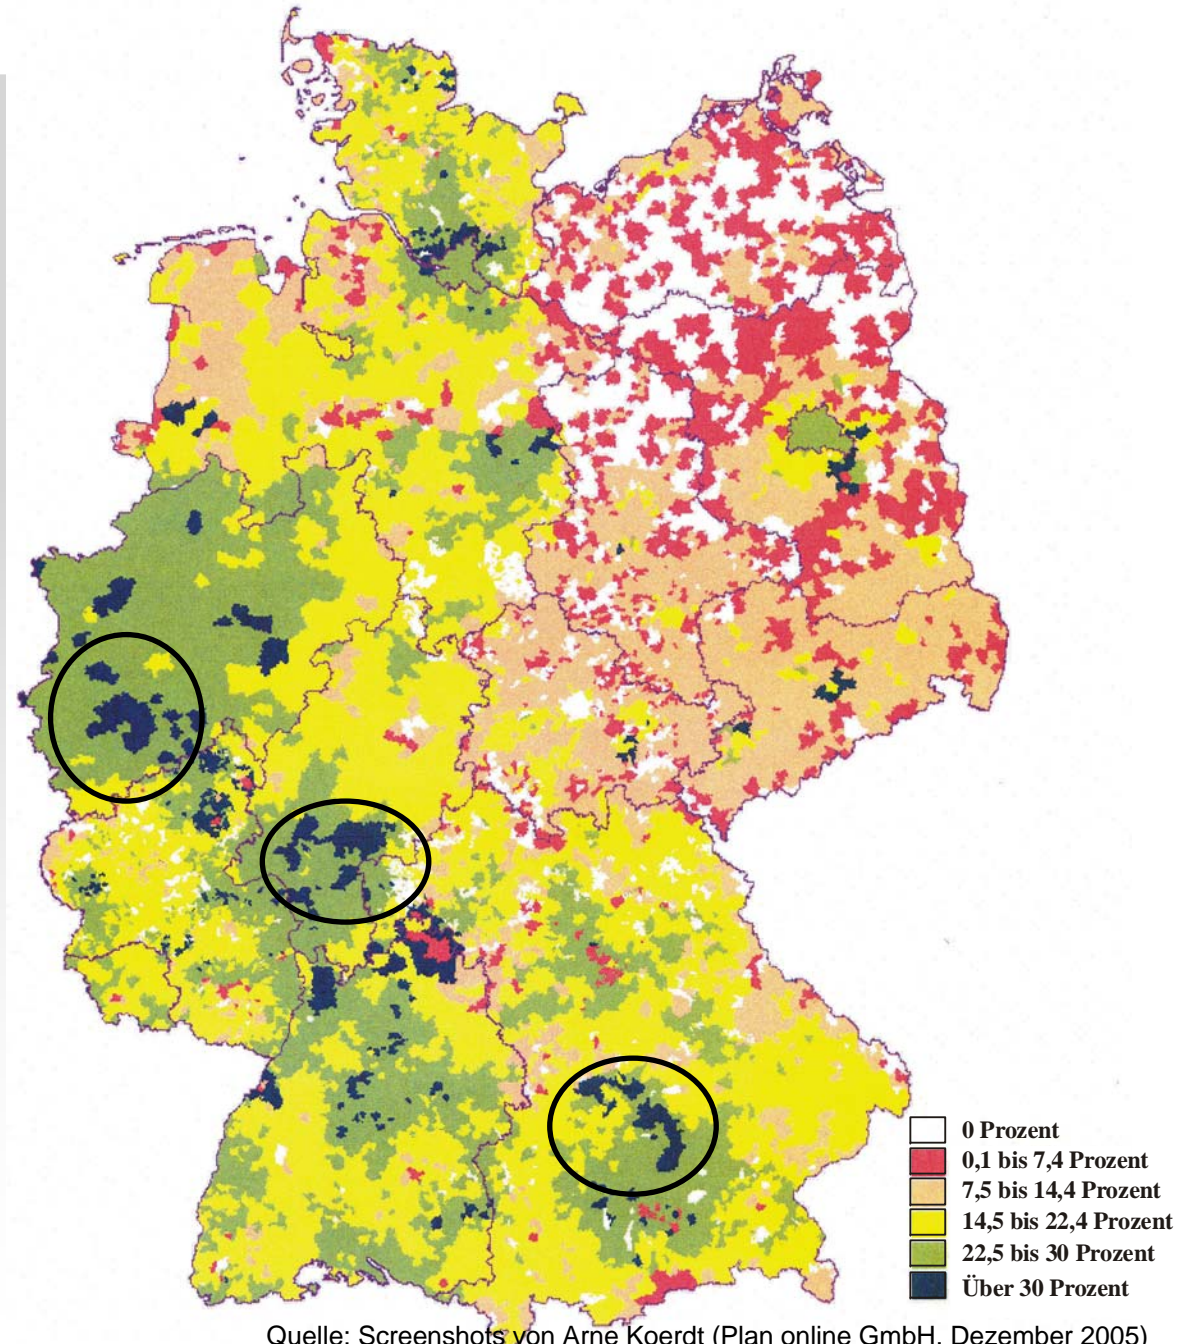 0 Prozent
0,1 bis 7,4 Prozent
7,5 bis 14,4 Prozent
14,5 bis 22,4 Prozent
22,5 bis 30 Prozent
Über 30 Prozent
Quelle: Screenshots von Arne Koerdt (Plan online GmbH, Dezember 2005)